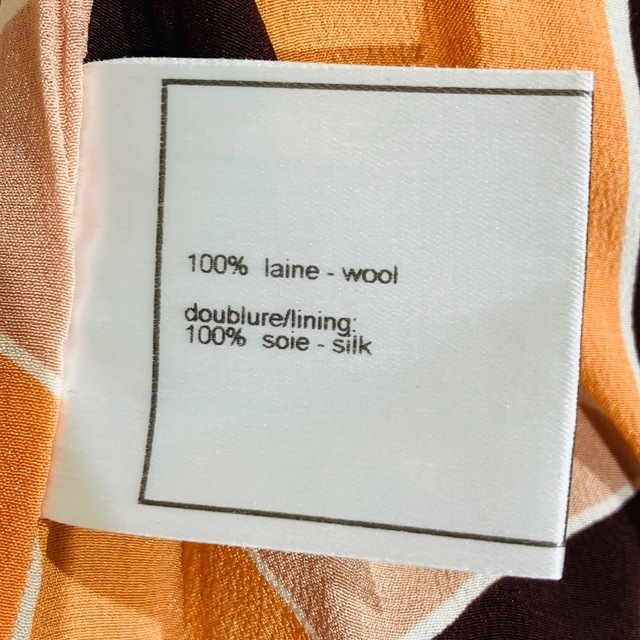 100% laine - wool
doublure/lining:
100% soie - silk